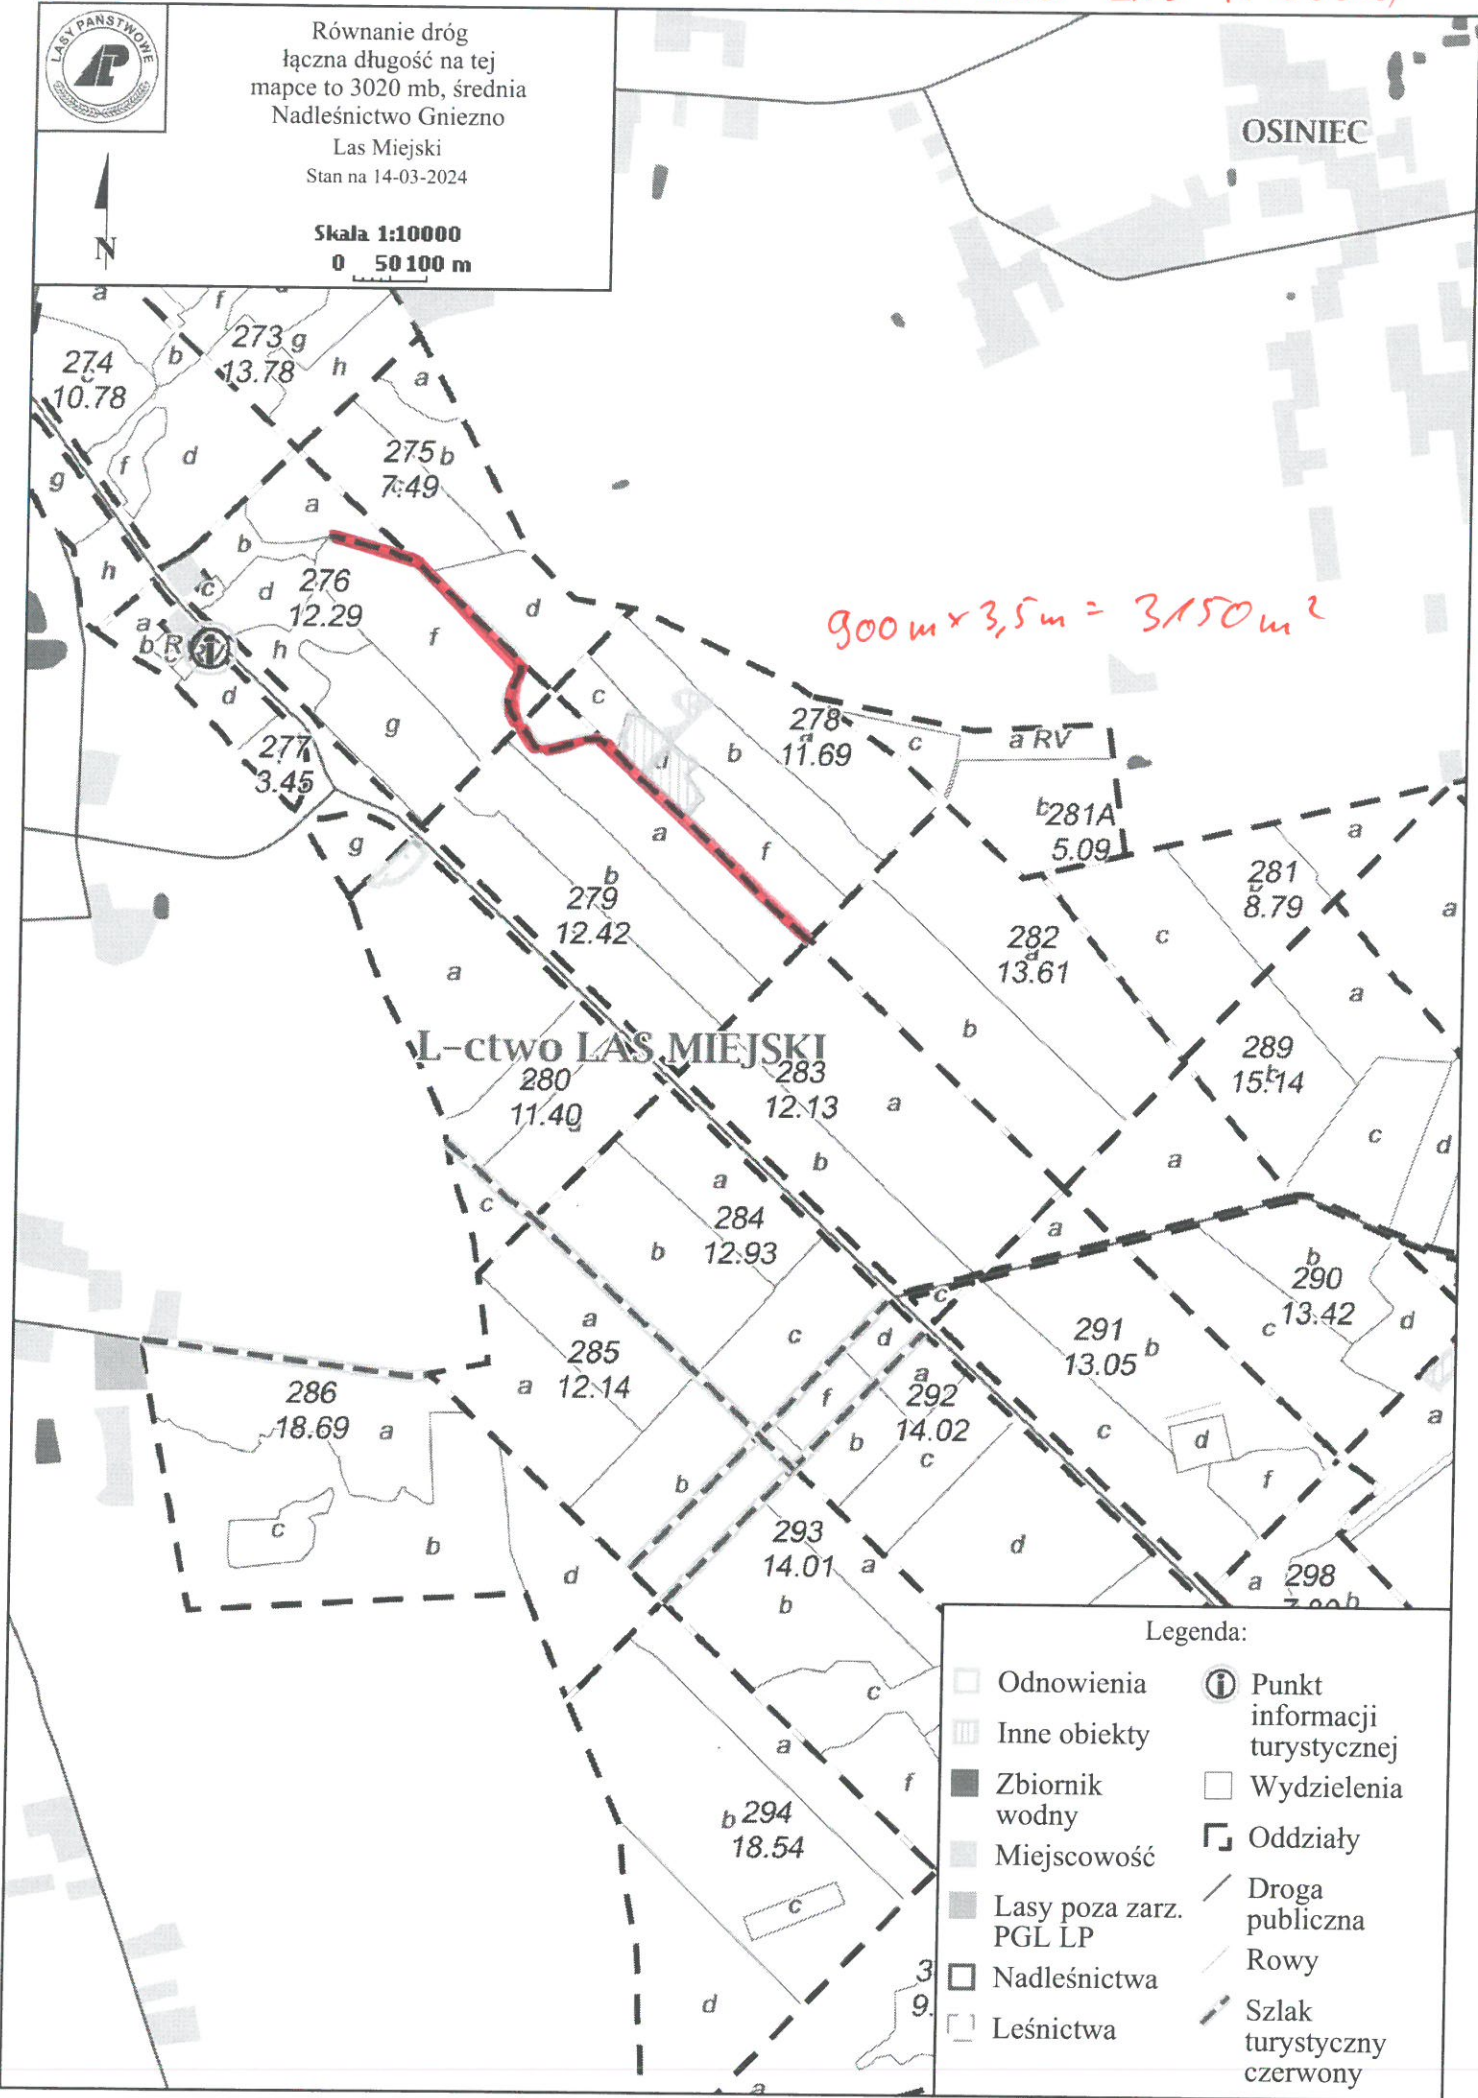 LASY PAŃSTWOWE
Równanie dróg
łączna długość na tej
mapce to 3020 mb, średnia
Nadleśnictwo Gniezno
Las Miejski
Stan na 14-03-2024
N
Skala 1:10000
0 50 100 m
OSINIEC
a
f
273 g
13.78
b
h
274
c
10.78
a
275 b
7.49
c
g
f
d
a
b
h
c
d
276
12.29
d
f
900 m x 3,5 m = 3150 m²
a
b R
h
d
g
c
278
a
11.69
b
c
a RV
277
3.45
b 281A
5.09
g
a
f
a
281
8.79
b
279
12.42
a
282
a
13.61
c
a
a
b
L-ctwo LAS MIEJSKI
280
11.40
283
12.13
a
289
b
15.14
c
d
b
a
a
c
284
12.93
b
a
b
290
13.42
a
285
12.14
a
c
d
c
291
13.05
b
c
d
286
18.69
a
f
a
292
14.02
b
c
c
d
a
f
b
c
b
293
14.01
a
d
d
b
a
298
b
c
a
f
b 294
18.54
c
d
3
9.
a
Legenda:
Odnowienia
Inne obiekty
Zbiornik
wodny
Miejscowość
Lasy poza zarz.
PGL LP
Nadleśnictwa
Leśnictwa
Punkt
informacji
turystycznej
Wydzielenia
Oddziały
Droga
publiczna
Rowy
Szlak
turystyczny
czerwony